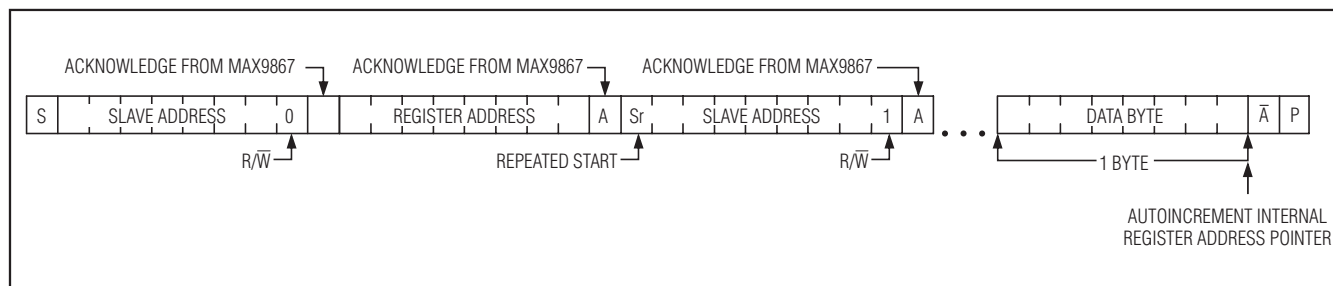 ACKNOWLEDGE FROM MAX9867 ACKNOWLEDGE FROM MAX9867 ACKNOWLEDGE FROM MAX9867
S SLAVE ADDRESS 0 REGISTER ADDRESS A Sr SLAVE ADDRESS 1 A ... DATA BYTE A̅ P
R/W̅ REPEATED START R/W̅ 1 BYTE
AUTOINCREMENT INTERNAL
REGISTER ADDRESS POINTER